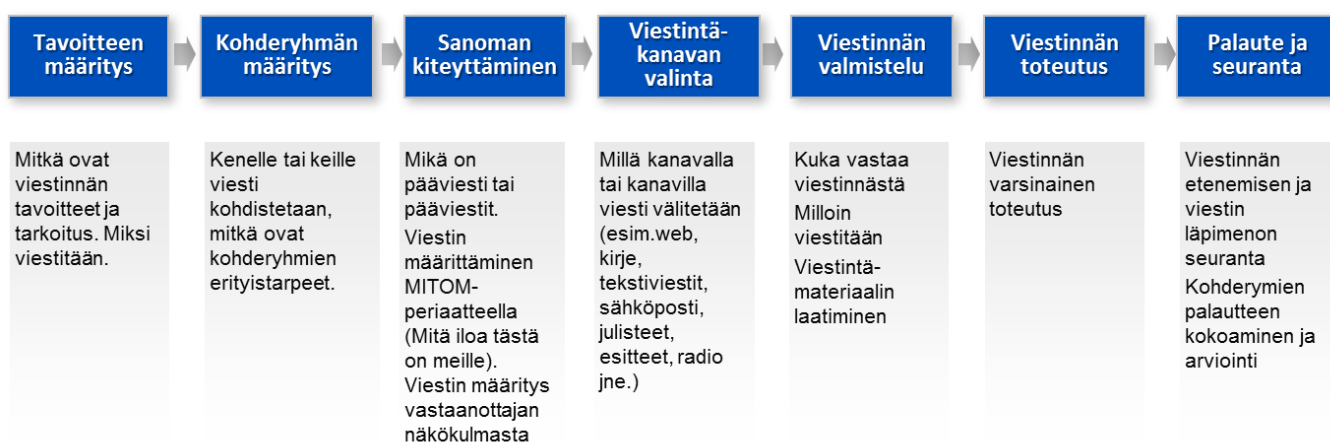 Tavoitteen
määritys
Kohderyhmän
määritys
Sanoman
kiteyttäminen
Viestintä-
kanavan
valinta
Viestinnän
valmistelu
Viestinnän
toteutus
Palaute ja
seuranta
Mitkä ovat
viestinnän
tavoitteet ja
tarkoitus. Miksi
viestitään.
Kenelle tai keille
viesti
kohdistetaan,
mitkä ovat
kohderyhmien
erityistarpeet.
Mikä on
pääviesti tai
pääviestit.
Viestin
määrittäminen
MITOM-
periaatteella
(Mitä iloa tästä
on meille).
Viestin määritys
vastaanottajan
näkökulmasta
Millä kanavalla
tai kanavilla
viesti välitetään
(esim.web,
kirje,
tekstiviestit,
sähköposti,
julisteet,
esitteet, radio
jne.)
Kuka vastaa
viestinnästä
Milloin
viestitään
Viestintä-
materiaalin
laatiminen
Viestinnän
varsinainen
toteutus
Viestinnän
etenemisen ja
viestin
läpimenon
seuranta
Kohderymien
palautteen
kokoaminen ja
arviointi